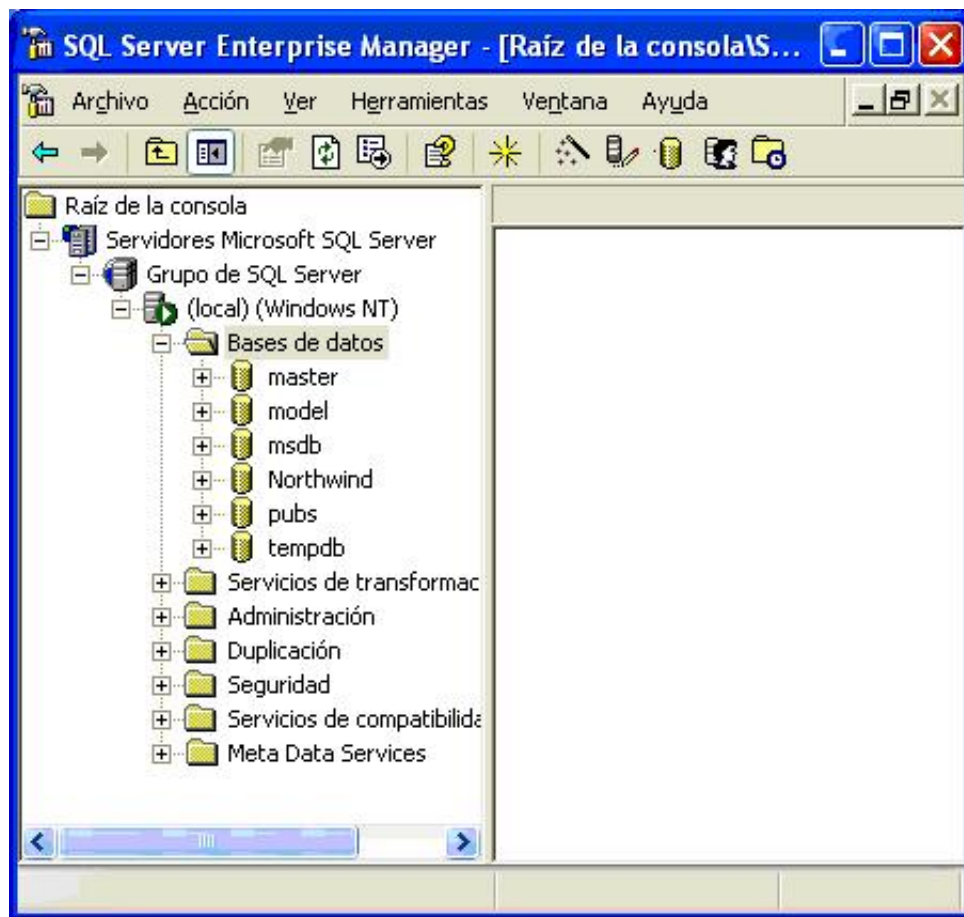 SQL Server Enterprise Manager - [Raíz de la consola\S...
Archivo Acción Ver Herramientas Ventana Ayuda
Raíz de la consola
Servidores Microsoft SQL Server
Grupo de SQL Server
(local) (Windows NT)
Bases de datos
master
model
msdb
Northwind
pubs
tempdb
Servicios de transformac
Administración
Duplicación
Seguridad
Servicios de compatibilida
Meta Data Services